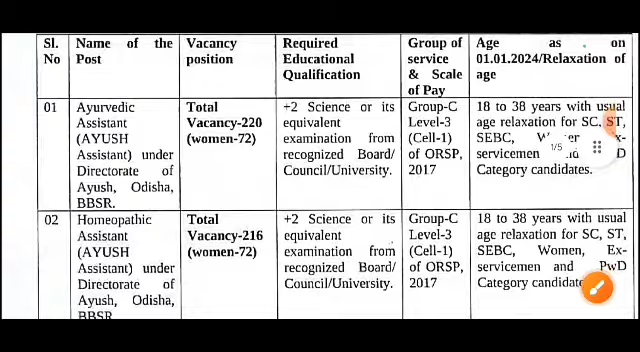 Sl. No
Name of the Post
Vacancy position
Required Educational Qualification
Group of service & Scale of Pay
Age as on 01.01.2024/Relaxation of age
01
Ayurvedic
Assistant
(AYUSH
Assistant) under
Directorate of
Ayush, Odisha,
BBSR.
Total
Vacancy-220
(women-72)
+2 Science or its
equivalent
examination from
recognized Board/
Council/University.
Group-C
Level-3
(Cell-1)
of ORSP,
2017
18 to 38 years with usual
age relaxation for SC, ST,
SEBC,
servicemen
Category candidates.
1/5
02
Homeopathic
Assistant
(AYUSH
Assistant) under
Directorate of
Ayush, Odisha,
BBSR
Total
Vacancy-216
(women-72)
+2 Science or its
equivalent
examination from
recognized Board/
Council/University.
Group-C
Level-3
(Cell-1)
of ORSP,
2017
18 to 38 years with usual
age relaxation for SC, ST,
SEBC, Women, Ex-
servicemen and PwD
Category